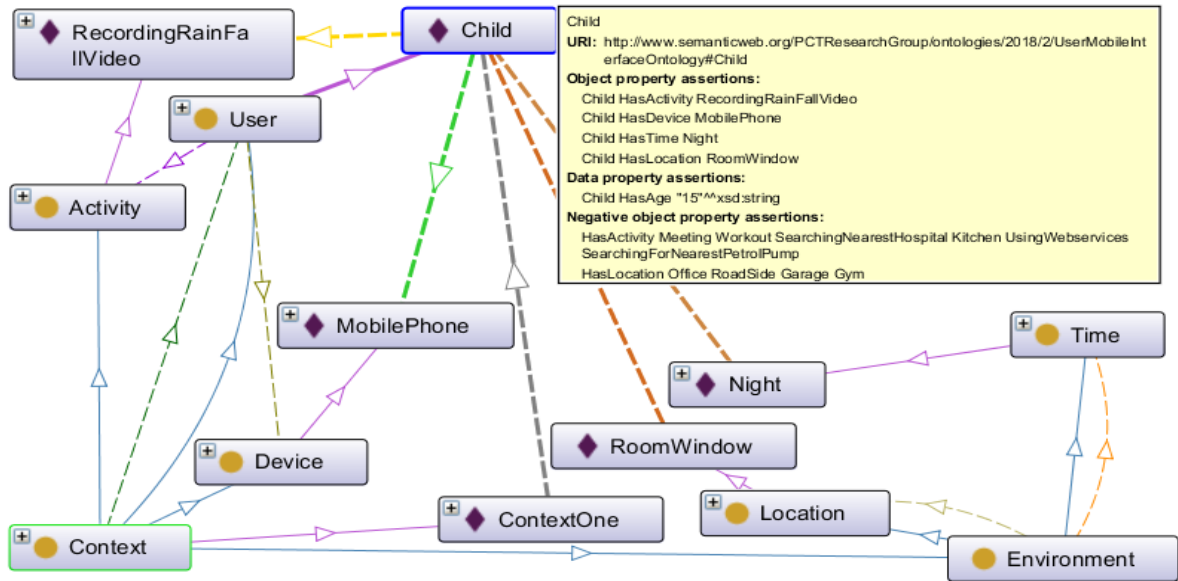 RecordingRainFa
llVideo
Child
Child
URI: http://www.semanticweb.org/PCTResearchGroup/ontologies/2018/2/UserMobileInt
erfaceOntology#Child
Object property assertions:
Child HasActivity RecordingRainFallVideo
Child HasDevice MobilePhone
Child HasTime Night
Child HasLocation RoomWindow
Data property assertions:
Child HasAge "15"^^xsd:string
Negative object property assertions:
HasActivity Meeting Workout SearchingNearestHospital Kitchen UsingWebservices
SearchingForNearestPetrolPump
HasLocation Office RoadSide Garage Gym
User
Activity
MobilePhone
Time
Night
RoomWindow
Device
Location
ContextOne
Context
Environment